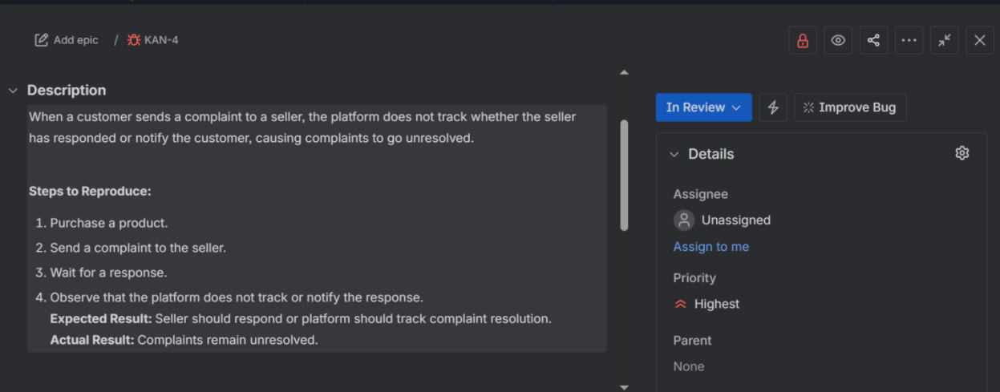 Add epic / KAN-4
Description
When a customer sends a complaint to a seller, the platform does not track whether the seller
has responded or notify the customer, causing complaints to go unresolved.
Steps to Reproduce:
1. Purchase a product.
2. Send a complaint to the seller.
3. Wait for a response.
4. Observe that the platform does not track or notify the response.
Expected Result: Seller should respond or platform should track complaint resolution.
Actual Result: Complaints remain unresolved.
In Review
Improve Bug
Details
Assignee
Unassigned
Assign to me
Priority
Highest
Parent
None